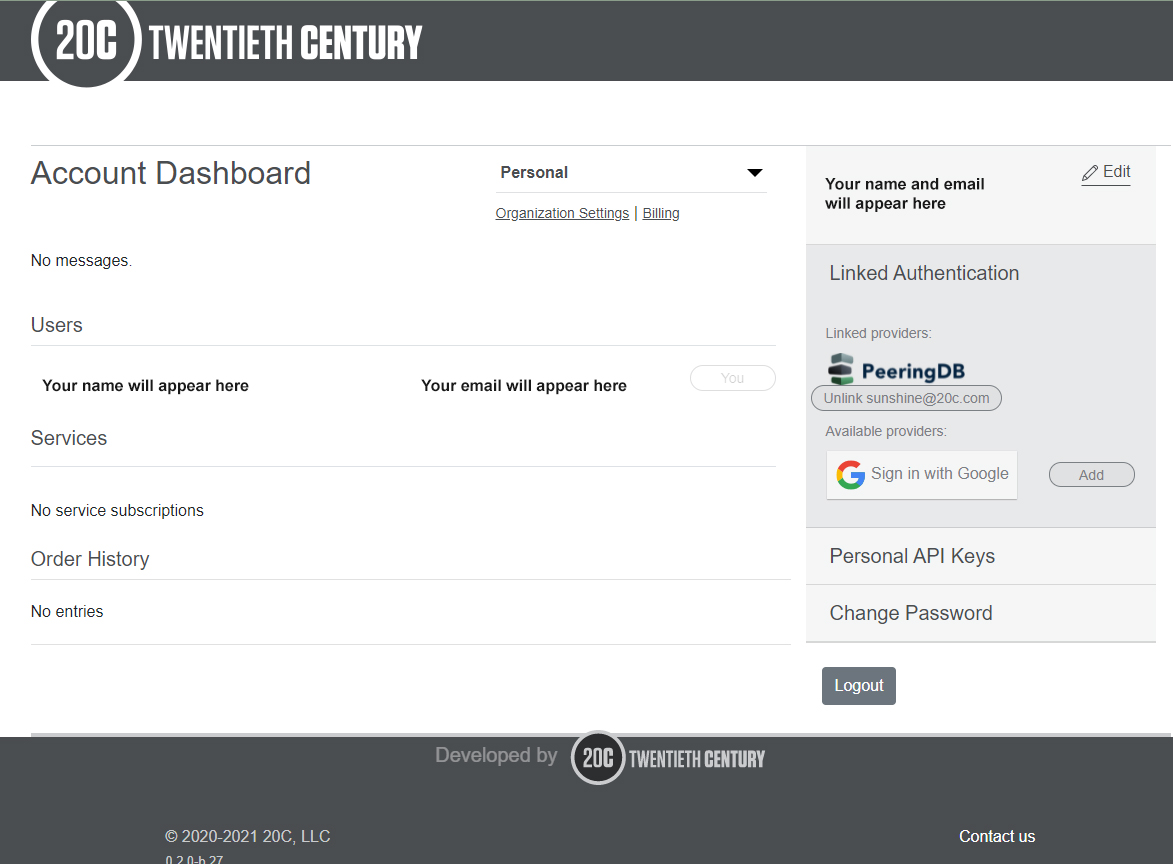 20C TWENTIETH CENTURY
Account Dashboard
Personal
Organization Settings | Billing
No messages.
Users
Your name will appear here Your email will appear here You
Services
No service subscriptions
Order History
No entries
Your name and email
will appear here
Edit
Linked Authentication
Linked providers:
PeeringDB
Unlink sunshine@20c.com
Available providers:
Sign in with Google Add
Personal API Keys
Change Password
Logout
Developed by 20C TWENTIETH CENTURY
© 2020-2021 20C, LLC
Contact us
0.2.0-b.27